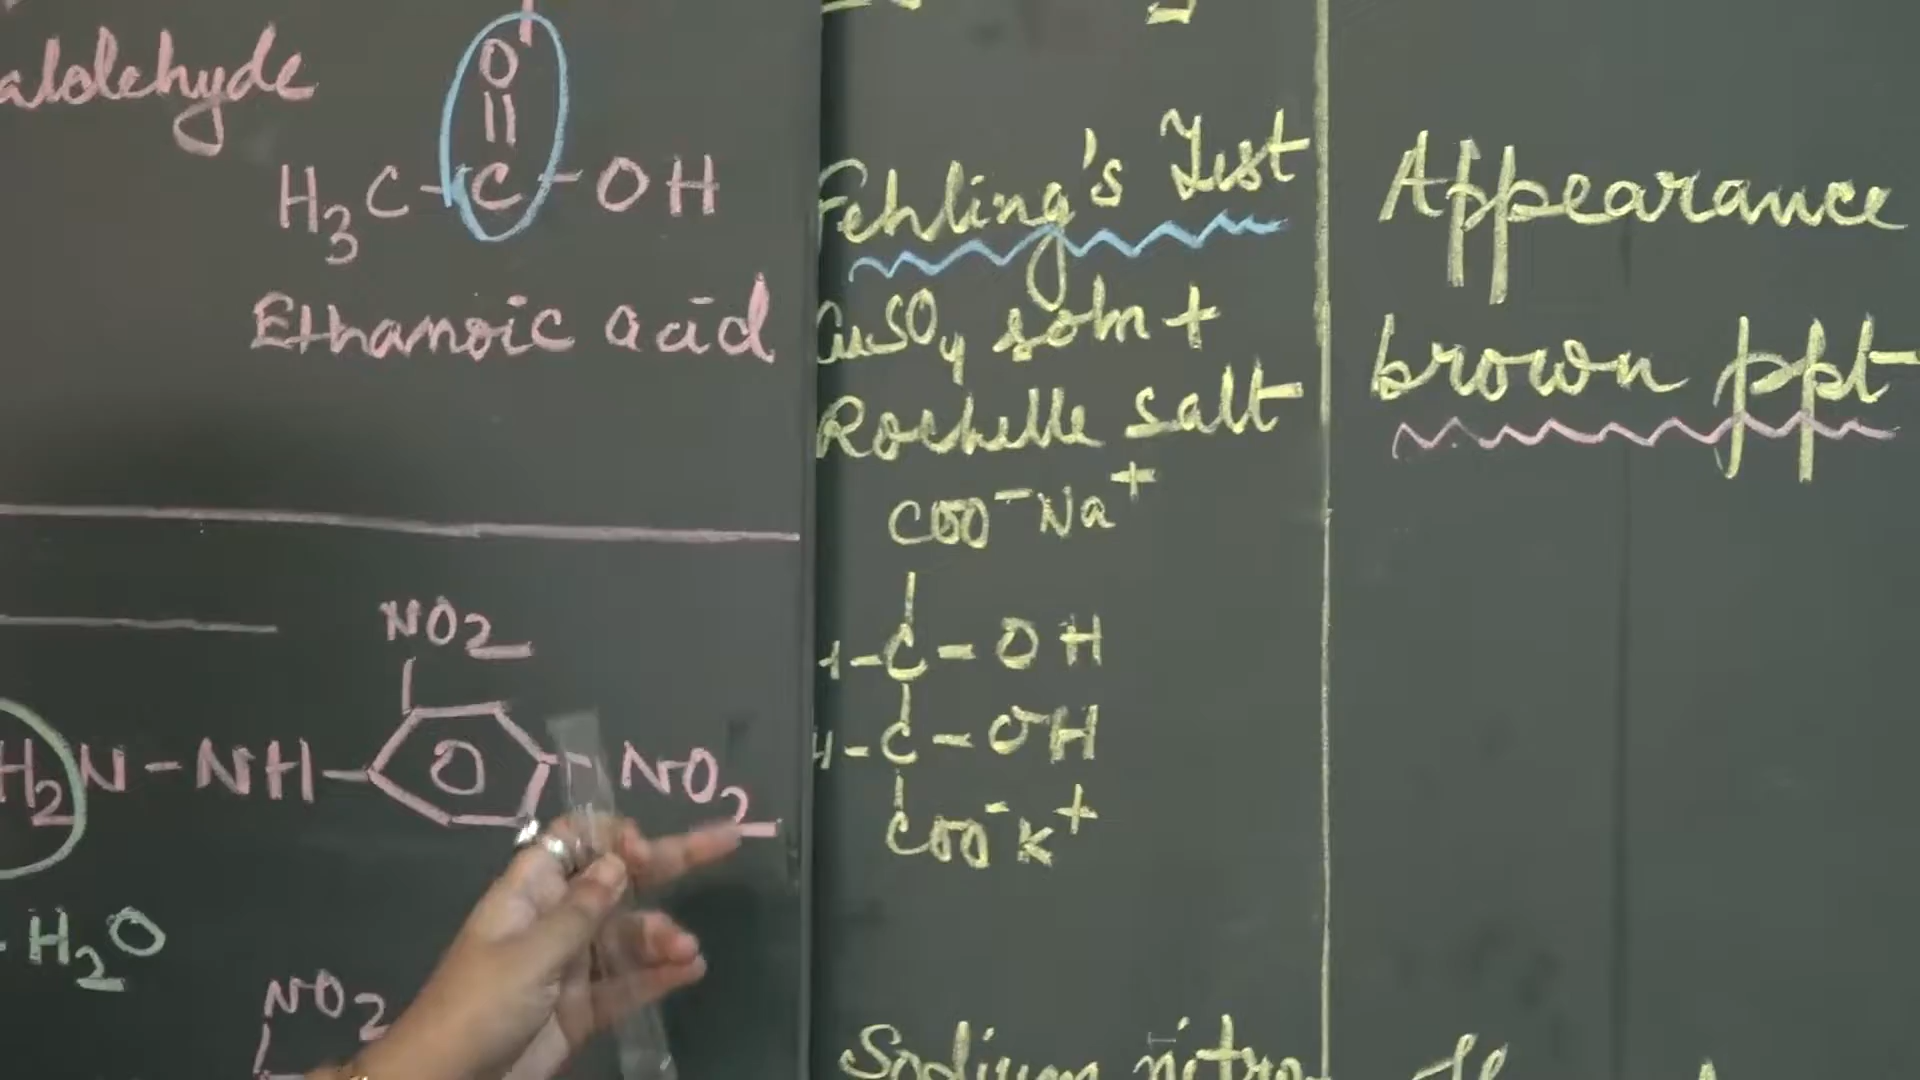 aldehyde
O
||
H3C-C-OH
Ethanoic acid
NO2
H2N-NH- -NO2
H2O
NO2
Fehling's Test
CuSO4 soln +
Rochelle salt
COO-Na+
H-C-OH
H-C-OH
COO-K+
Sodium nitro-
Appearance
brown ppt